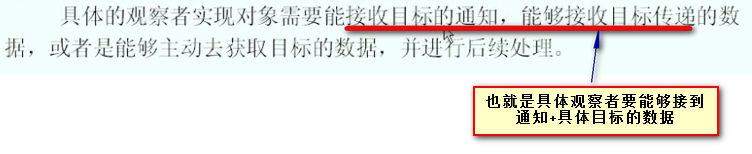 具体的观察者实现对象需要能接收目标的通知，能够接收目标传递的数
据，或者是能够主动去获取目标的数据，并进行后续处理。
也就是具体观察者要能够接到
通知+具体目标的数据